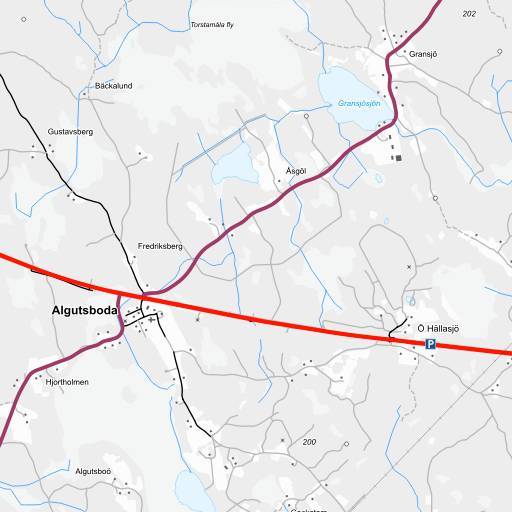 202
Torstamåla fly
Gransjö
Bäckalund
Gransjösjön
Gustavsberg
Åsgöl
Fredriksberg
Algutsboda
Ö Hällasjö
P
Hjortholmen
200
Algutsboö